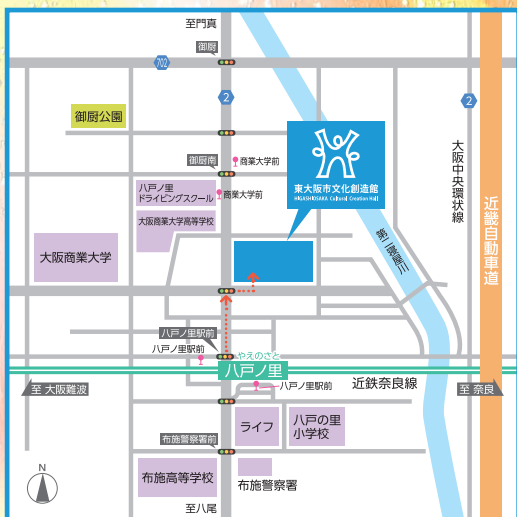 至門真
御厨
702
2
2
御厨公園
御厨南
商業大学前
八戸ノ里
ドライビングスクール
商業大学前
大阪商業大学高等学校
大阪商業大学
東大阪市文化創造館
HIGASHIOSAKA Cultural Creation Hall
大阪中央環状線
近畿自動車道
第二寝屋川
八戸ノ里駅前
八戸ノ里駅前
やえのさと
八戸ノ里
八戸ノ里駅前
近鉄奈良線
至 大阪難波
至 奈良
ライフ
八戸の里
小学校
布施警察署前
布施高等学校
布施警察署
N
至八尾